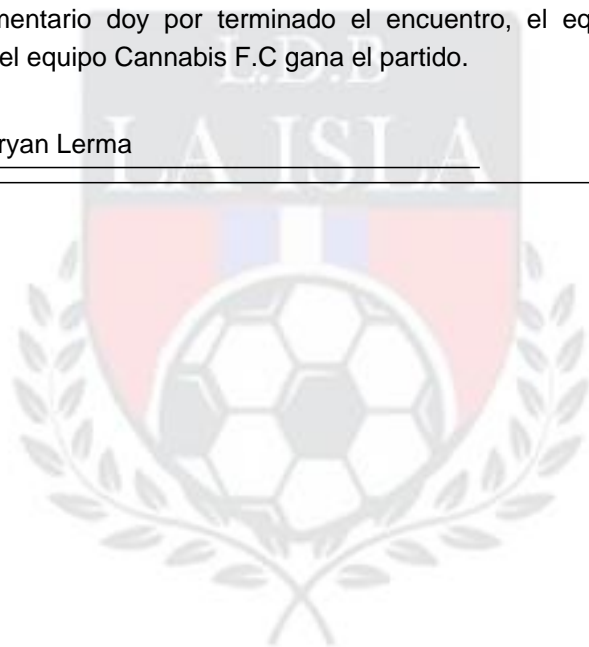 mentario doy por terminado el encuentro, el eq
el equipo Cannabis F.C gana el partido.
L.D.B
ryan Lerma
LA ISLA